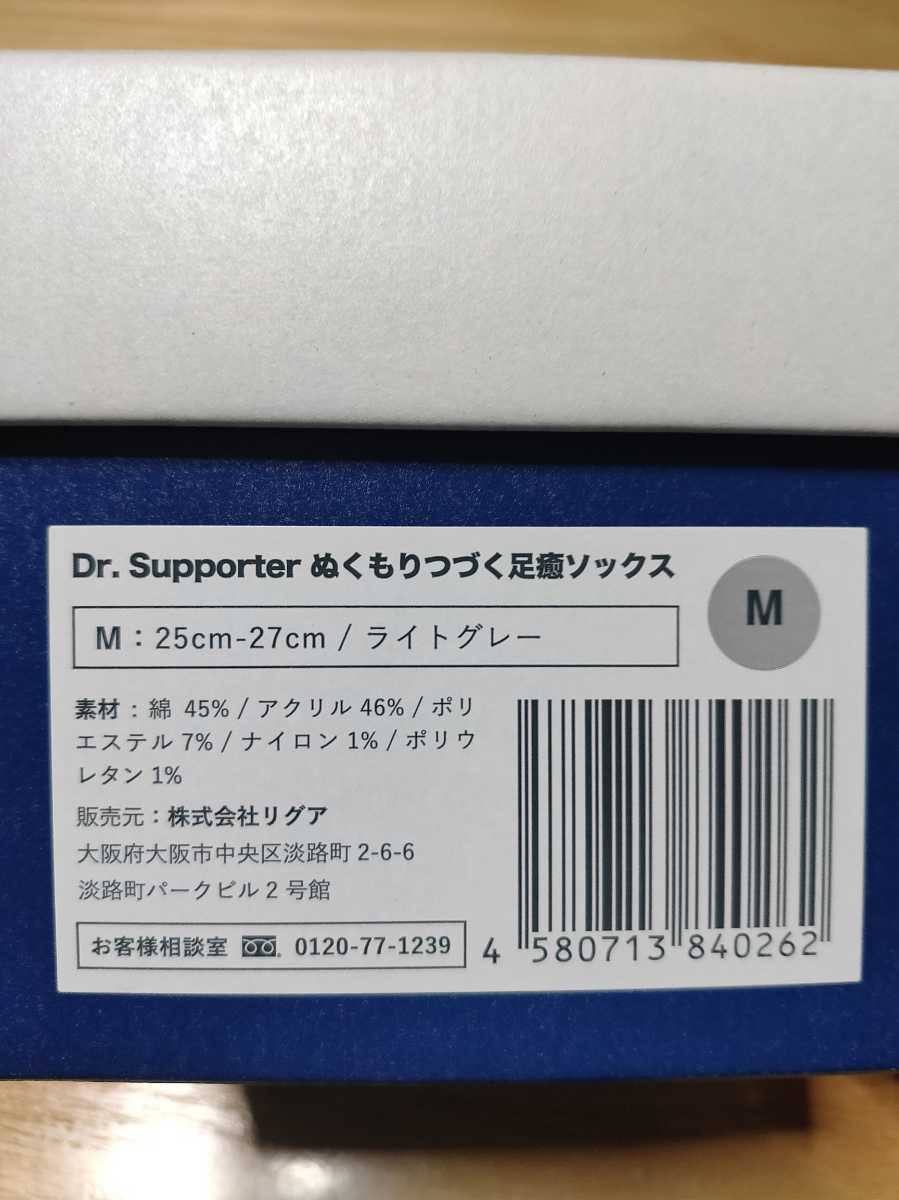 Dr. Supporter ぬくもりつづく足癒ソックス
M
M : 25cm-27cm / ライトグレー
素材 : 綿 45% / アクリル 46% / ポリ
エステル 7% / ナイロン 1% / ポリウ
レタン 1%
販売元 : 株式会社リグア
大阪府大阪市中央区淡路町 2-6-6
淡路町パークビル 2 号館
お客様相談室 0120-77-1239
4 580713 840262